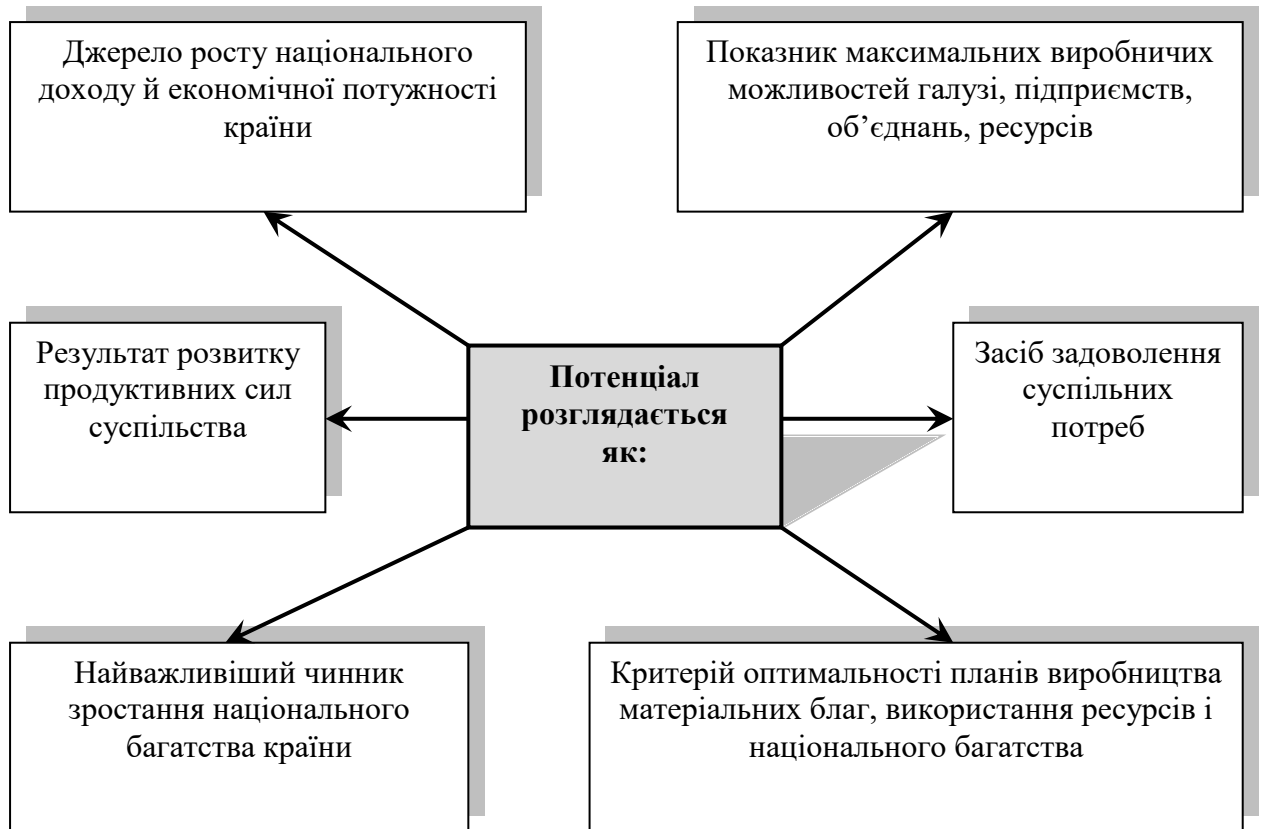 Джерело росту національного
доходу й економічної потужності
країни
Показник максимальних виробничих
можливостей галузі, підприємств,
об’єднань, ресурсів
Результат розвитку
продуктивних сил
суспільства
Потенціал
розглядається
як:
Засіб задоволення
суспільних
потреб
Найважливіший чинник
зростання національного
багатства країни
Критерій оптимальності планів виробництва
матеріальних благ, використання ресурсів і
національного багатства